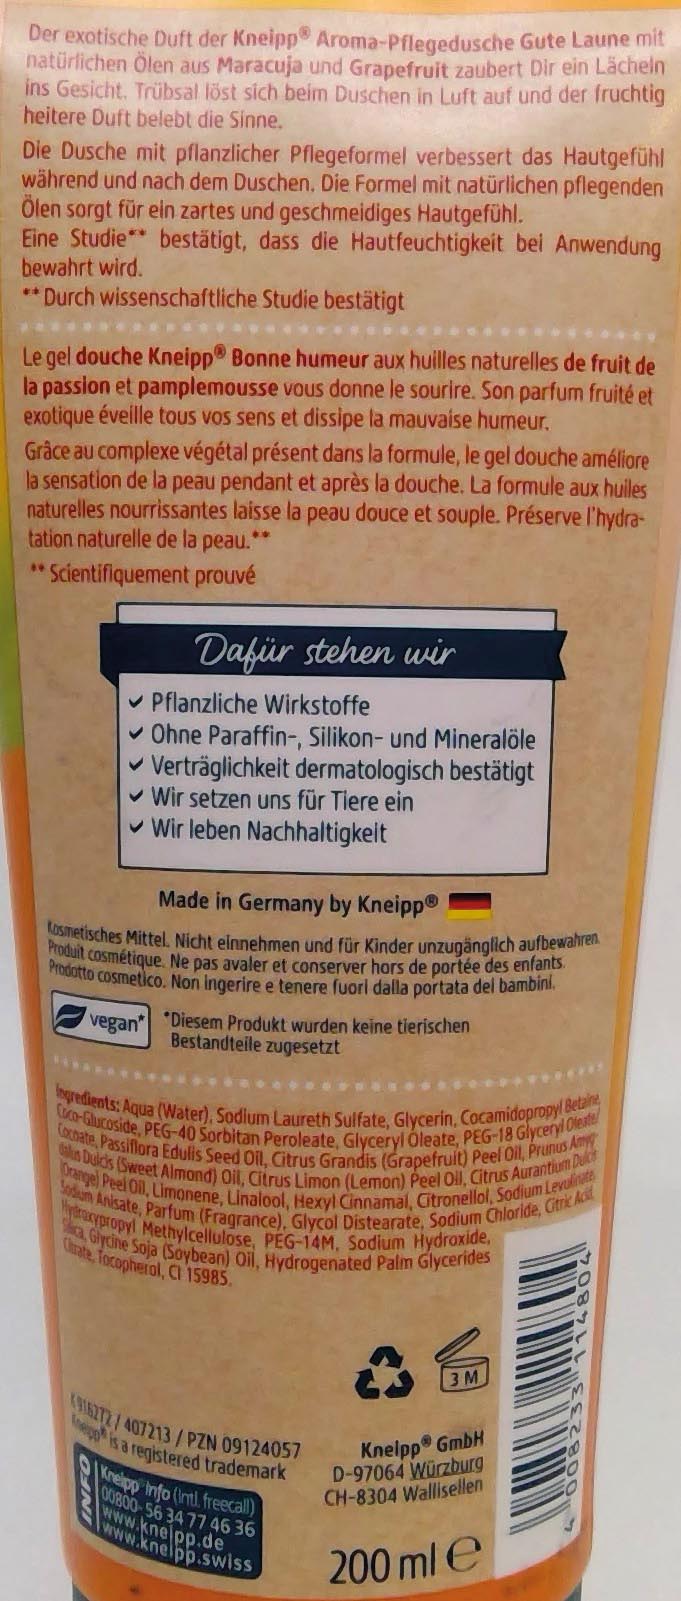 Der exotische Duft der Kneipp® Aroma-Pflegedusche Gute Laune mit
natürlichen Ölen aus Maracuja und Grapefruit zaubert Dir ein Lächeln
ins Gesicht. Trübsal löst sich beim Duschen in Luft auf und der fruchtig
heitere Duft belebt die Sinne.
Die Dusche mit pflanzlicher Pflegeformel verbessert das Hautgefühl
während und nach dem Duschen. Die Formel mit natürlichen pflegenden
Ölen sorgt für ein zartes und geschmeidiges Hautgefühl.
Eine Studie** bestätigt, dass die Hautfeuchtigkeit bei Anwendung
bewahrt wird.
** Durch wissenschaftliche Studie bestätigt
Le gel douche Kneipp® Bonne humeur aux huilles naturelles de fruit de
la passion et pamplemousse vous donne le sourire. Son parfum fruité et
exotique éveille tous vos sens et dissipe la mauvaise humeur.
Grâce au complexe végétal présent dans la formule, le gel douche améliore
la sensation de la peau pendant et après la douche. La formule aux huiles
naturelles nourrissantes laisse la peau douce et souple. Préserve l'hydra-
tation naturelle de la peau.**
** Scientifiquement prouvé
Dafür stehen wir
✓ Pflanzliche Wirkstoffe
✓ Ohne Paraffin-, Silikon- und Mineralöle
✓ Verträglichkeit dermatologisch bestätigt
✓ Wir setzen uns für Tiere ein
✓ Wir leben Nachhaltigkeit
Made in Germany by Kneipp®
Kosmetisches Mittel. Nicht einnehmen und für Kinder unzugänglich aufbewahren.
Produit cosmétique. Ne pas avaler et conserver hors de portée des enfants.
Prodotto cosmetico. Non ingerire e tenere fuori dalla portata dei bambini.
vegan*
*Diesem Produkt wurden keine tierischen
Bestandteile zugesetzt
Ingredients: Aqua (Water), Sodium Laureth Sulfate, Glycerin, Cocamidopropyl Betaine,
Coco-Glucoside, PEG-40 Sorbitan Peroleate, Glyceryl Oleate, PEG-18 Glyceryl Oleate/
Cocoate, Passiflora Edulis Seed Oil, Citrus Grandis (Grapefruit) Peel Oil, Prunus Amyg-
dalus Dulcis (Sweet Almond) Oil, Citrus Limon (Lemon) Peel Oil, Citrus Aurantium Dulcis
(Orange) Peel Oil, Limonene, Linalool, Hexyl Cinnamal, Citronellol, Sodium Levulinate,
Sodium Anisate, Parfum (Fragrance), Glycol Distearate, Sodium Chloride, Citric Acid,
Hydroxypropyl Methylcellulose, PEG-14M, Sodium Hydroxide,
Silica, Glycine Soja (Soybean) Oil, Hydrogenated Palm Glycerides
Citrate, Tocopherol, CI 15985.
3 M
4 008233 114804
K 916272 / 407213 / PZN 09124057
Kneipp® is a registered trademark
Kneipp® GmbH
D-97064 Würzburg
CH-8304 Wallisellen
INFO
Kneipp® Info (intl. freecall)
00800- 56 34 77 46 36
www.kneipp.de
www.kneipp.swiss
200 ml ℮